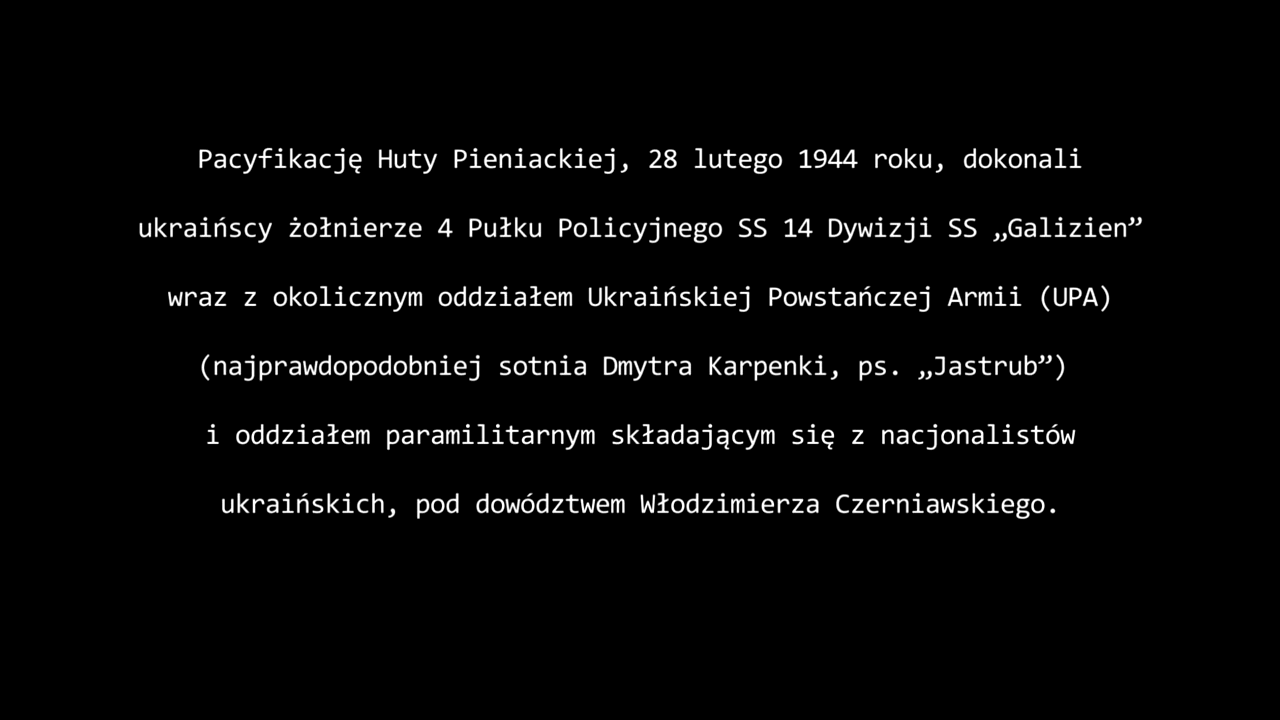 Pacyfikację Huty Pieniackiej, 28 lutego 1944 roku, dokonali
ukraińscy żołnierze 4 Pułku Policyjnego SS 14 Dywizji SS „Galizien”
wraz z okolicznym oddziałem Ukraińskiej Powstańczej Armii (UPA)
(najprawdopodobniej sotnia Dmytra Karpenki, ps. „Jastrub”)
i oddziałem paramilitarnym składającym się z nacjonalistów
ukraińskich, pod dowództwem Włodzimierza Czerniawskiego.